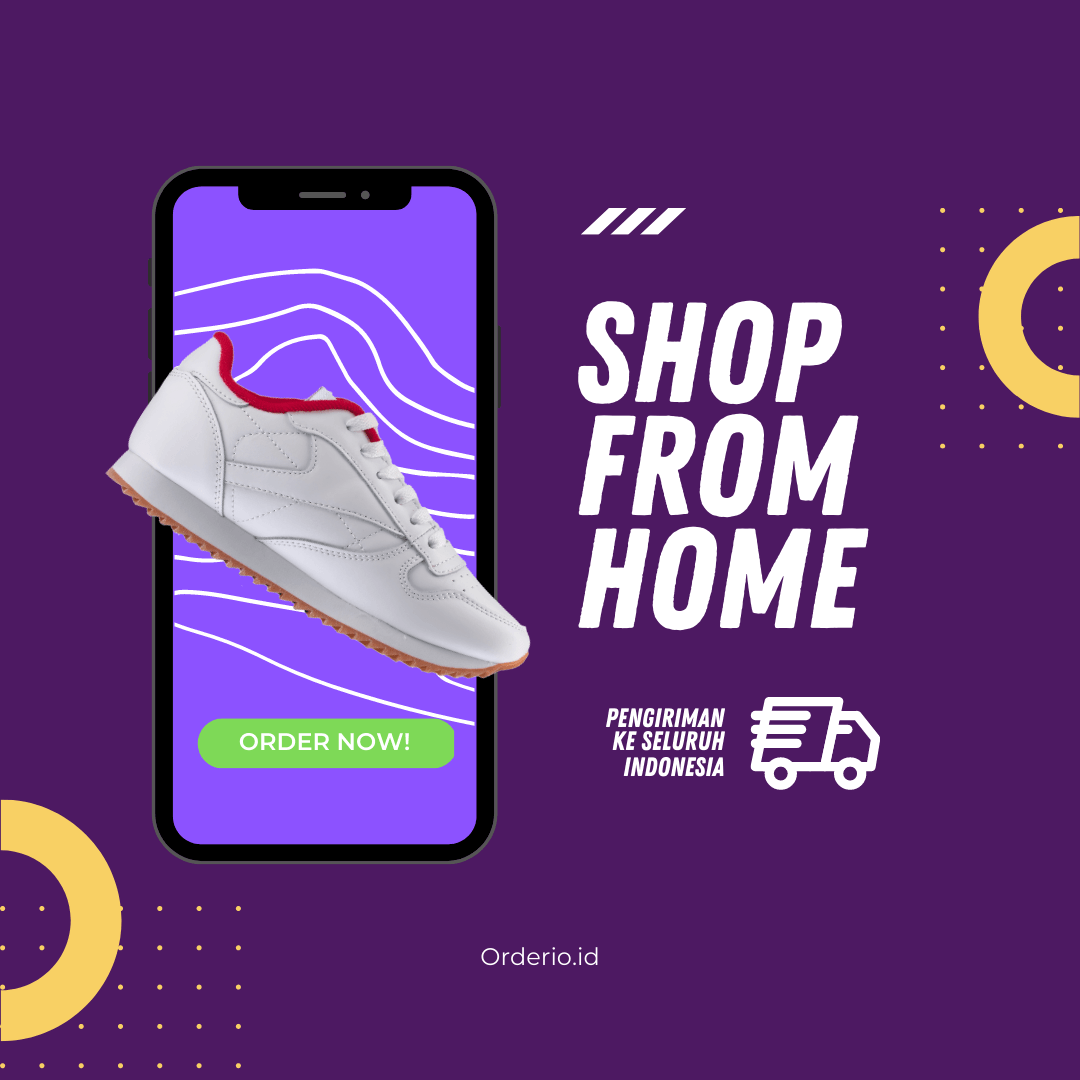 SHOP
FROM
HOME
ORDER NOW!
PENGIRIMAN
KE SELURUH
INDONESIA
Orderio.id